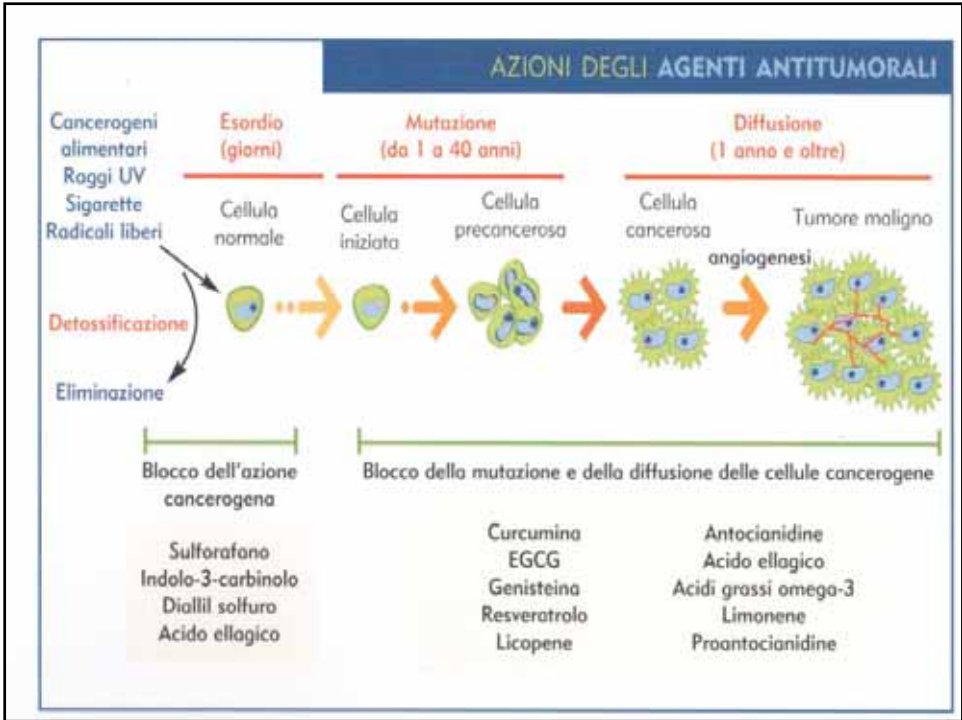 AZIONI DEGLI AGENTI ANTITUMORALI
Cancerogeni
alimentari
Raggi UV
Sigarette
Radicali liberi
Detossificazione
Eliminazione
Esordio
(giorni)
Cellula
normale
Mutazione
(da 1 a 40 anni)
Cellula
iniziata
Cellula
precancerosa
Diffusione
(1 anno e oltre)
Cellula
cancerosa
angiogenesi
Tumore maligno
Blocco dell'azione
cancerogena
Sulforafano
Indolo-3-carbinolo
Diallil solfuro
Acido ellagico
Blocco della mutazione e della diffusione delle cellule cancerogene
Curcumina
EGCG
Genisteina
Resveratrolo
Licopene
Antocianidine
Acido ellagico
Acidi grassi omega-3
Limonene
Proantocianidine